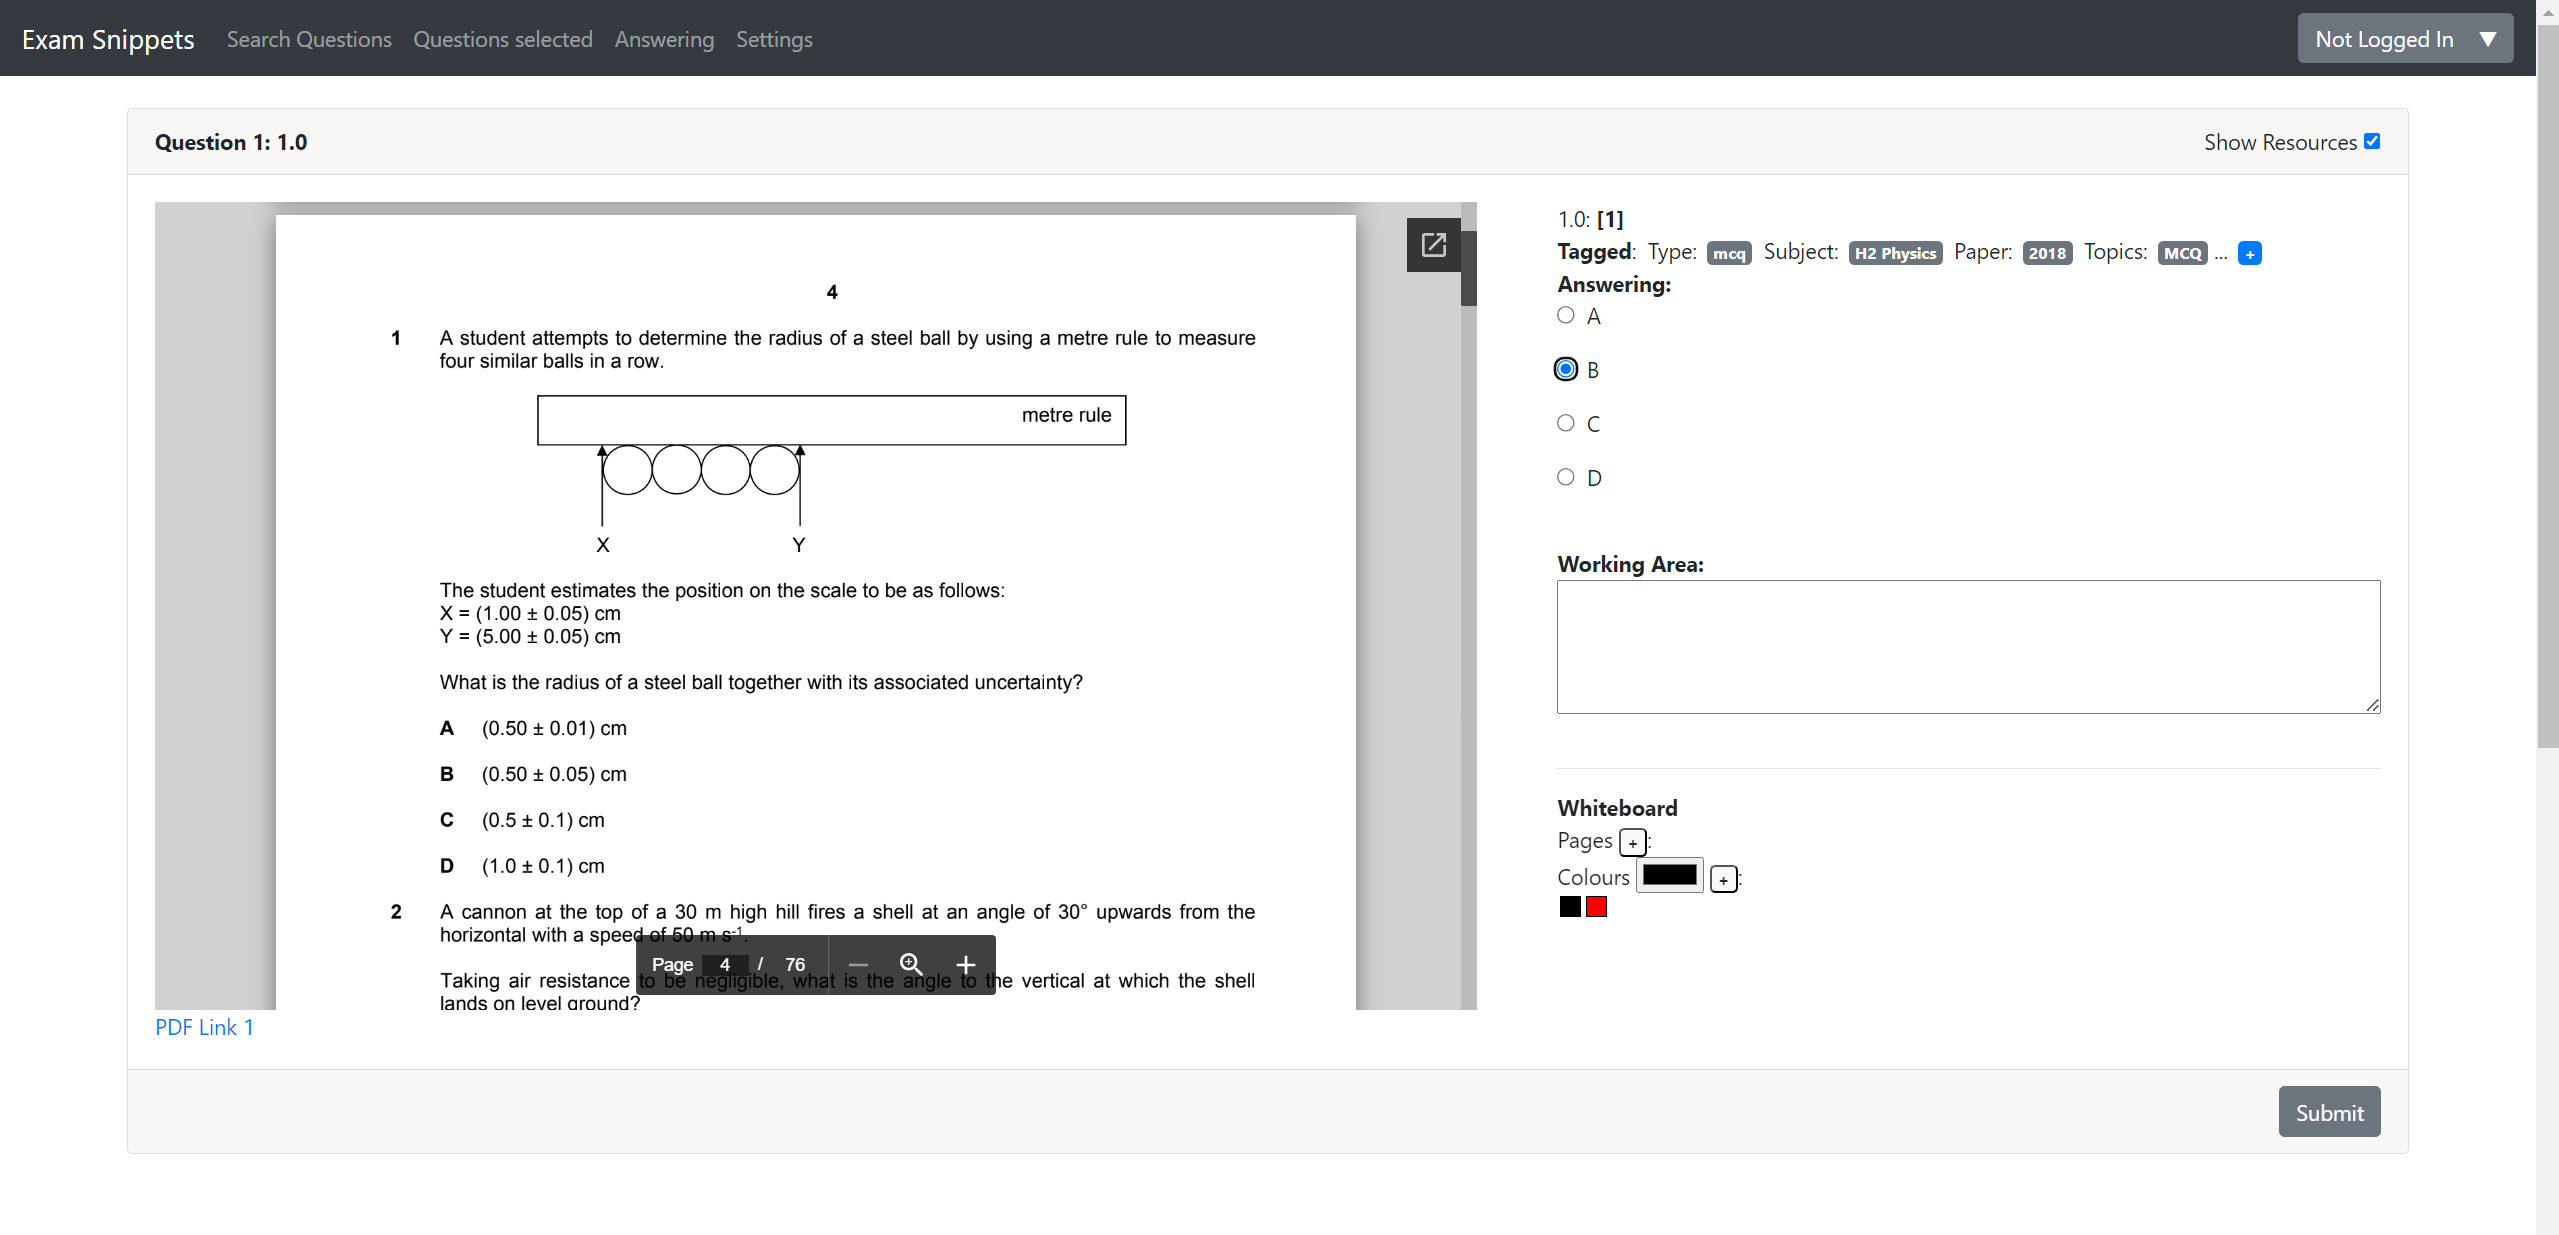 Exam Snippets Search Questions Questions selected Answering Settings Not Logged In ▼
Question 1: 1.0 Show Resources
4
1 A student attempts to determine the radius of a steel ball by using a metre rule to measure
four similar balls in a row.
metre rule
X Y
The student estimates the position on the scale to be as follows:
X = (1.00 ± 0.05) cm
Y = (5.00 ± 0.05) cm
What is the radius of a steel ball together with its associated uncertainty?
A (0.50 ± 0.01) cm
B (0.50 ± 0.05) cm
C (0.5 ± 0.1) cm
D (1.0 ± 0.1) cm
2 A cannon at the top of a 30 m high hill fires a shell at an angle of 30° upwards from the
horizontal with a speed of 50 m s⁻¹.
Page 4 / 76
Taking air resistance to be negligible, what is the angle to the vertical at which the shell
lands on level ground?
PDF Link 1
1.0: [1]
Tagged: Type: mcq Subject: H2 Physics Paper: 2018 Topics: MCQ ... +
Answering:
A
B
C
D
Working Area:
Whiteboard
Pages +:
Colours +:
Submit